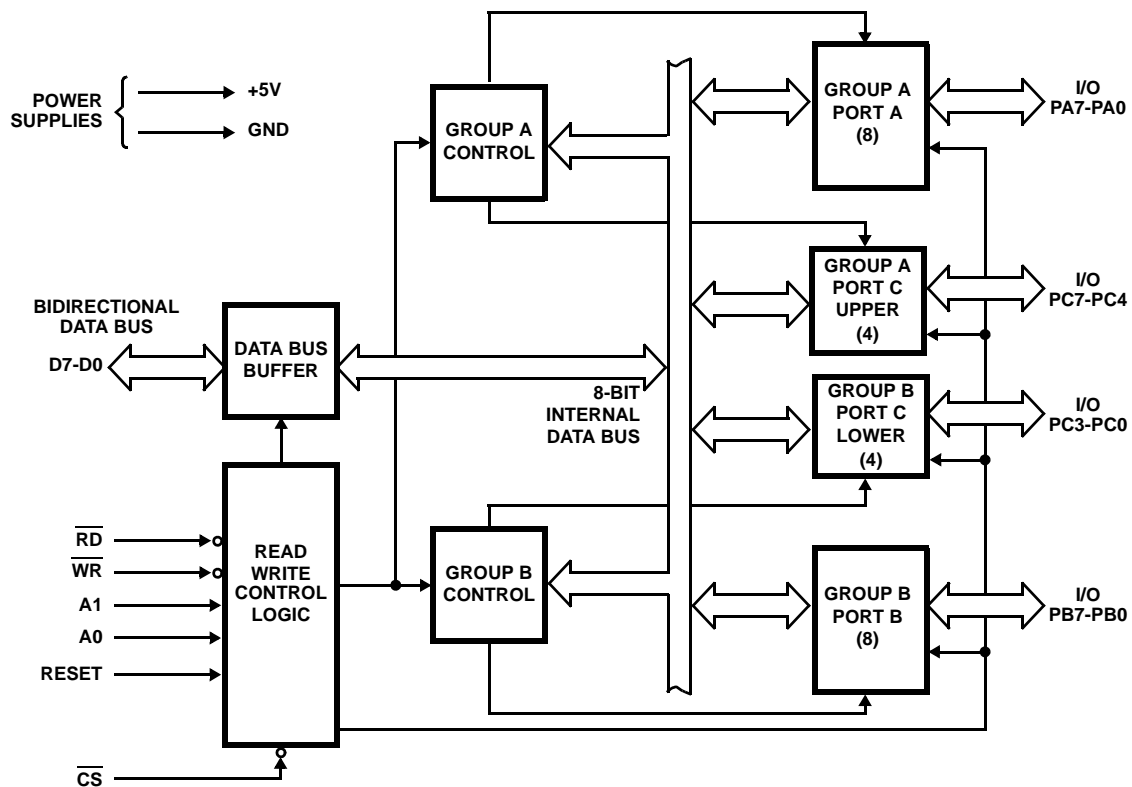 POWER
SUPPLIES
+5V
GND
GROUP A
CONTROL
GROUP A
PORT A
(8)
I/O
PA7-PA0
GROUP A
PORT C
UPPER
(4)
I/O
PC7-PC4
BIDIRECTIONAL
DATA BUS
D7-D0
DATA BUS
BUFFER
8-BIT
INTERNAL
DATA BUS
GROUP B
PORT C
LOWER
(4)
I/O
PC3-PC0
RD
WR
A1
A0
RESET
CS
READ
WRITE
CONTROL
LOGIC
GROUP B
CONTROL
GROUP B
PORT B
(8)
I/O
PB7-PB0